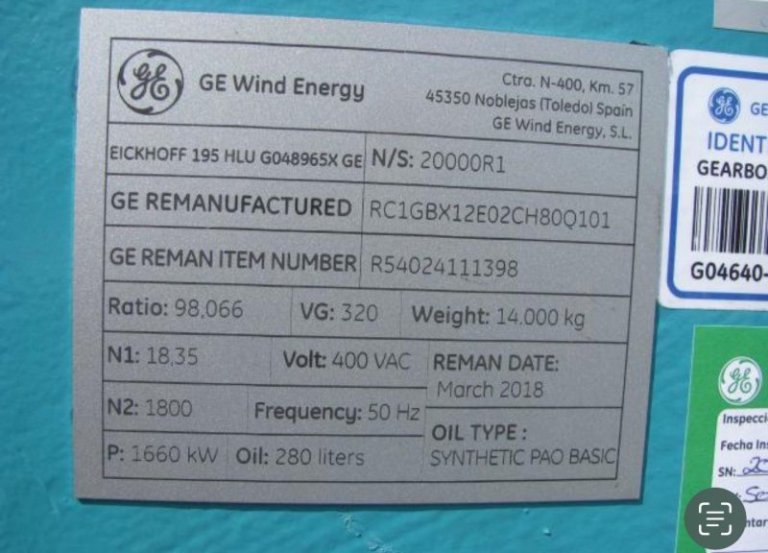 GE GE Wind Energy
Ctra. N-400, Km. 57
45350 Noblejas (Toledo) Spain
GE Wind Energy, S.L.
EICKHOFF 195 HLU G048965X GE
N/S: 20000R1
GE REMANUFACTURED
RC1GBX12E02CH80Q101
GE REMAN ITEM NUMBER
R54024111398
Ratio: 98,066
VG: 320
Weight: 14.000 kg
N1: 18,35
Volt: 400 VAC
REMAN DATE:
March 2018
N2: 1800
Frequency: 50 Hz
OIL TYPE :
SYNTHETIC PAO BASIC
P: 1660 kW
Oil: 280 liters
GE GE
IDENT
GEARBO
G04640-
GE
Inspecci
Fecha Ins
SN: 20